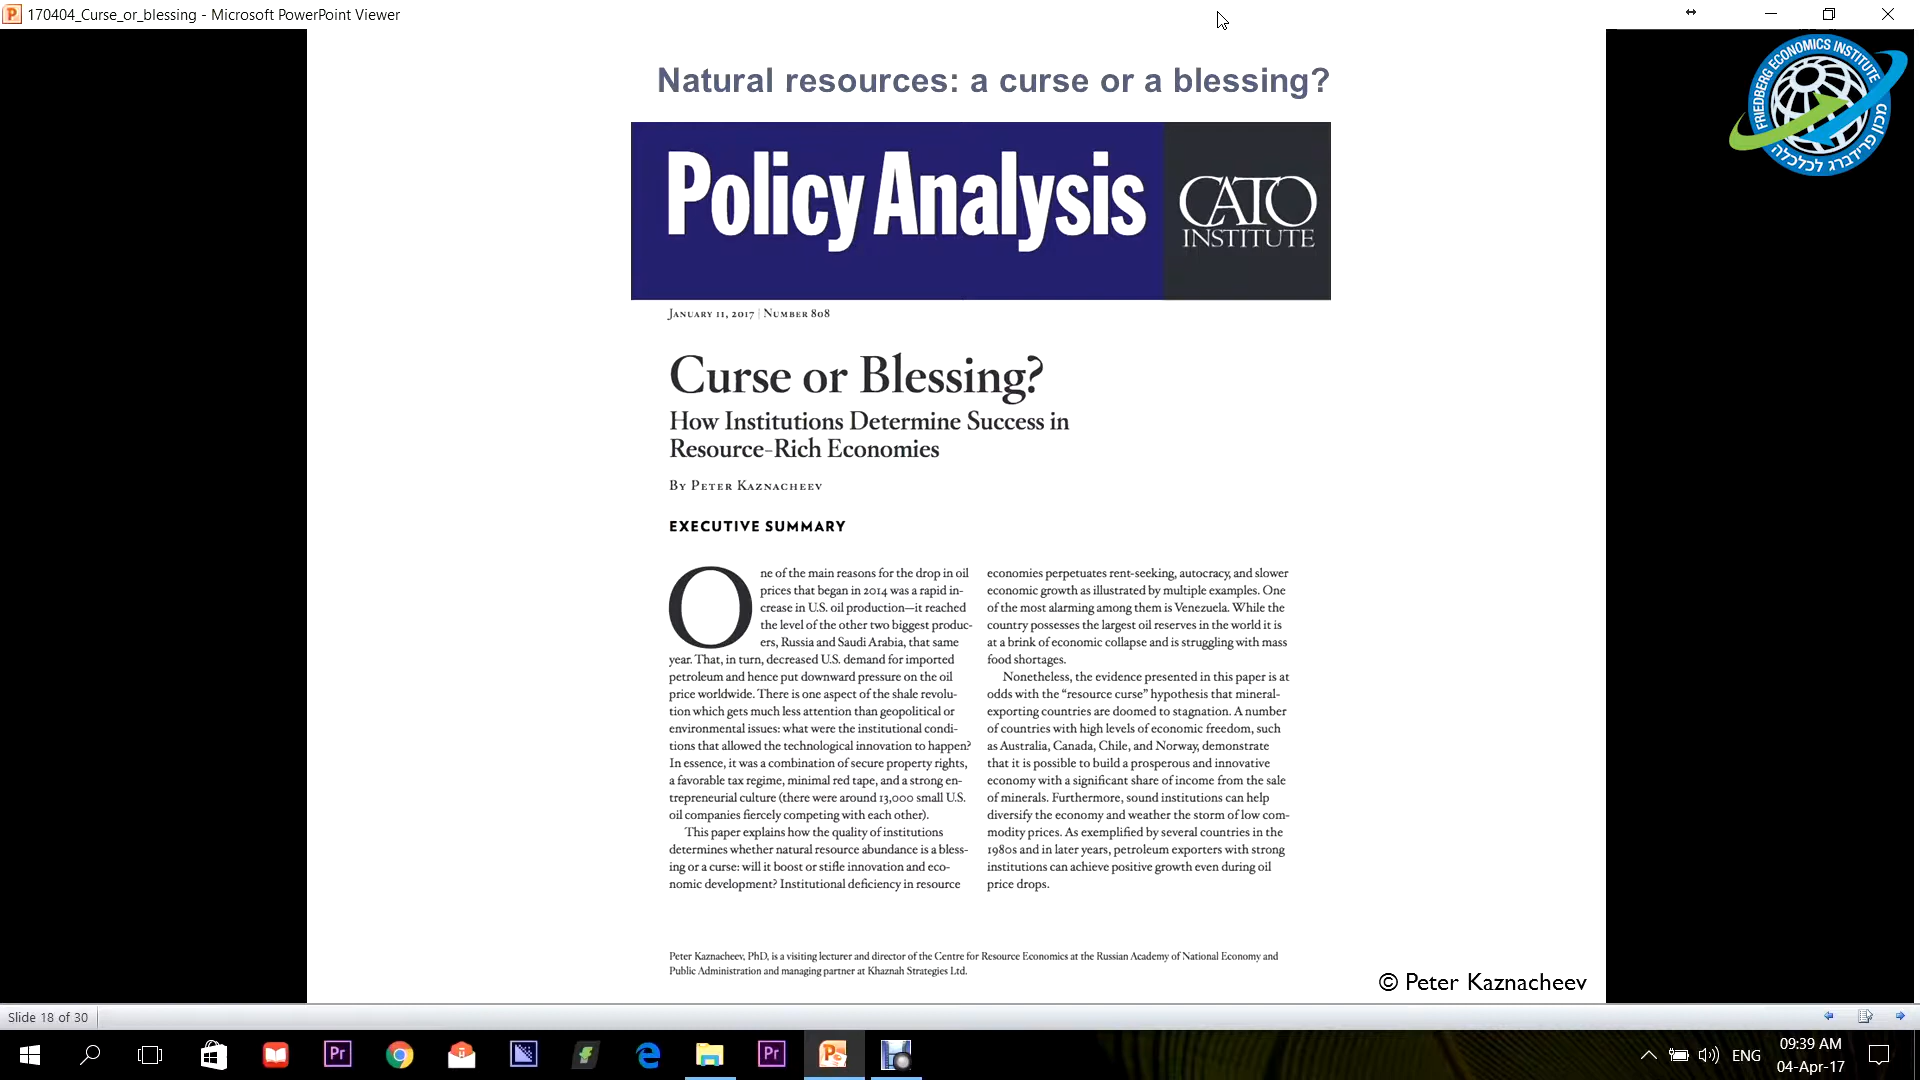 170404_Curse_or_blessing - Microsoft PowerPoint Viewer
Natural resources: a curse or a blessing?
FRIEDBERG ECONOMICS INSTITUTE
מכון פרידברג לכלכלה
Policy Analysis
CATO
INSTITUTE
January 11, 2017 | Number 808
Curse or Blessing?
How Institutions Determine Success in
Resource-Rich Economies
By Peter Kaznacheev
EXECUTIVE SUMMARY
One of the main reasons for the drop in oil
prices that began in 2014 was a rapid in-
crease in U.S. oil production—it reached
the level of the other two biggest produc-
ers, Russia and Saudi Arabia, that same
year. That, in turn, decreased U.S. demand for imported
petroleum and hence put downward pressure on the oil
price worldwide. There is one aspect of the shale revolu-
tion which gets much less attention than geopolitical or
environmental issues: what were the institutional condi-
tions that allowed the technological innovation to happen?
In essence, it was a combination of secure property rights,
a favorable tax regime, minimal red tape, and a strong en-
trepreneurial culture (there were around 13,000 small U.S.
oil companies fiercely competing with each other).
This paper explains how the quality of institutions
determines whether natural resource abundance is a bless-
ing or a curse: will it boost or stifle innovation and eco-
nomic development? Institutional deficiency in resource
economies perpetuates rent-seeking, autocracy, and slower
economic growth as illustrated by multiple examples. One
of the most alarming among them is Venezuela. While the
country possesses the largest oil reserves in the world it is
at a brink of economic collapse and is struggling with mass
food shortages.
Nonetheless, the evidence presented in this paper is at
odds with the “resource curse” hypothesis that mineral-
exporting countries are doomed to stagnation. A number
of countries with high levels of economic freedom, such
as Australia, Canada, Chile, and Norway, demonstrate
that it is possible to build a prosperous and innovative
economy with a significant share of income from the sale
of minerals. Furthermore, sound institutions can help
diversify the economy and weather the storm of low com-
modity prices. As exemplified by several countries in the
1980s and in later years, petroleum exporters with strong
institutions can achieve positive growth even during oil
price drops.
Peter Kaznacheev, PhD, is a visiting lecturer and director of the Centre for Resource Economics at the Russian Academy of National Economy and
Public Administration and managing partner at Khaznah Strategies Ltd.
© Peter Kaznacheev
Slide 18 of 30
Pr
Pr
ENG
09:39 AM
04-Apr-17